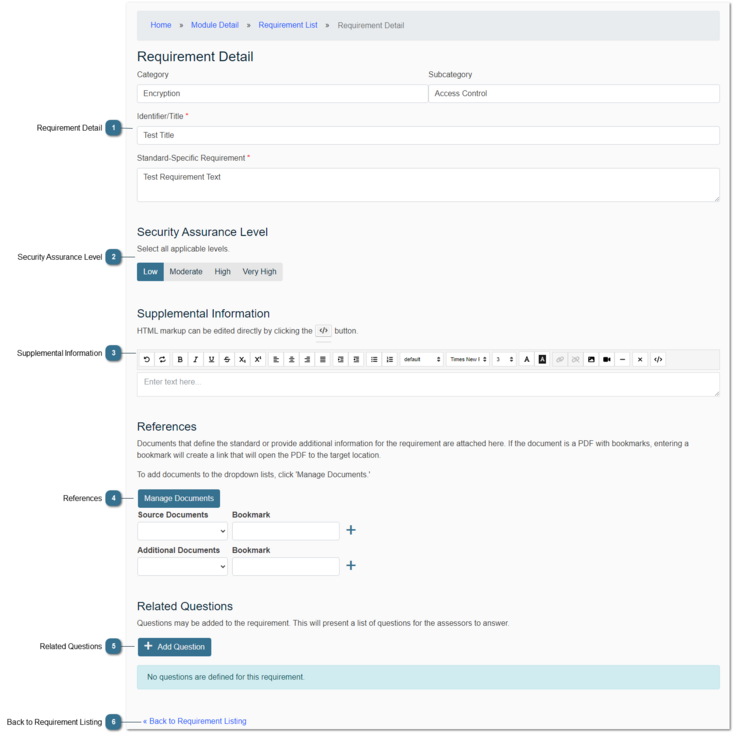 Home » Module Detail » Requirement List » Requirement Detail
Requirement Detail
Category Subcategory
Encryption Access Control
Identifier/Title *
Requirement Detail 1
Test Title
Standard-Specific Requirement *
Test Requirement Text
Security Assurance Level
Select all applicable levels.
Security Assurance Level 2
Low Moderate High Very High
Supplemental Information
HTML markup can be edited directly by clicking the </> button.
Supplemental Information 3
B I U S X₂ X² default Times New F 3 A A </>
Enter text here...
References
Documents that define the standard or provide additional information for the requirement are attached here. If the document is a PDF with bookmarks, entering a
bookmark will create a link that will open the PDF to the target location.
To add documents to the dropdown lists, click 'Manage Documents.'
References 4 Manage Documents
Source Documents Bookmark
Additional Documents Bookmark
Related Questions
Questions may be added to the requirement. This will present a list of questions for the assessors to answer.
Related Questions 5 + Add Question
No questions are defined for this requirement.
Back to Requirement Listing 6 « Back to Requirement Listing